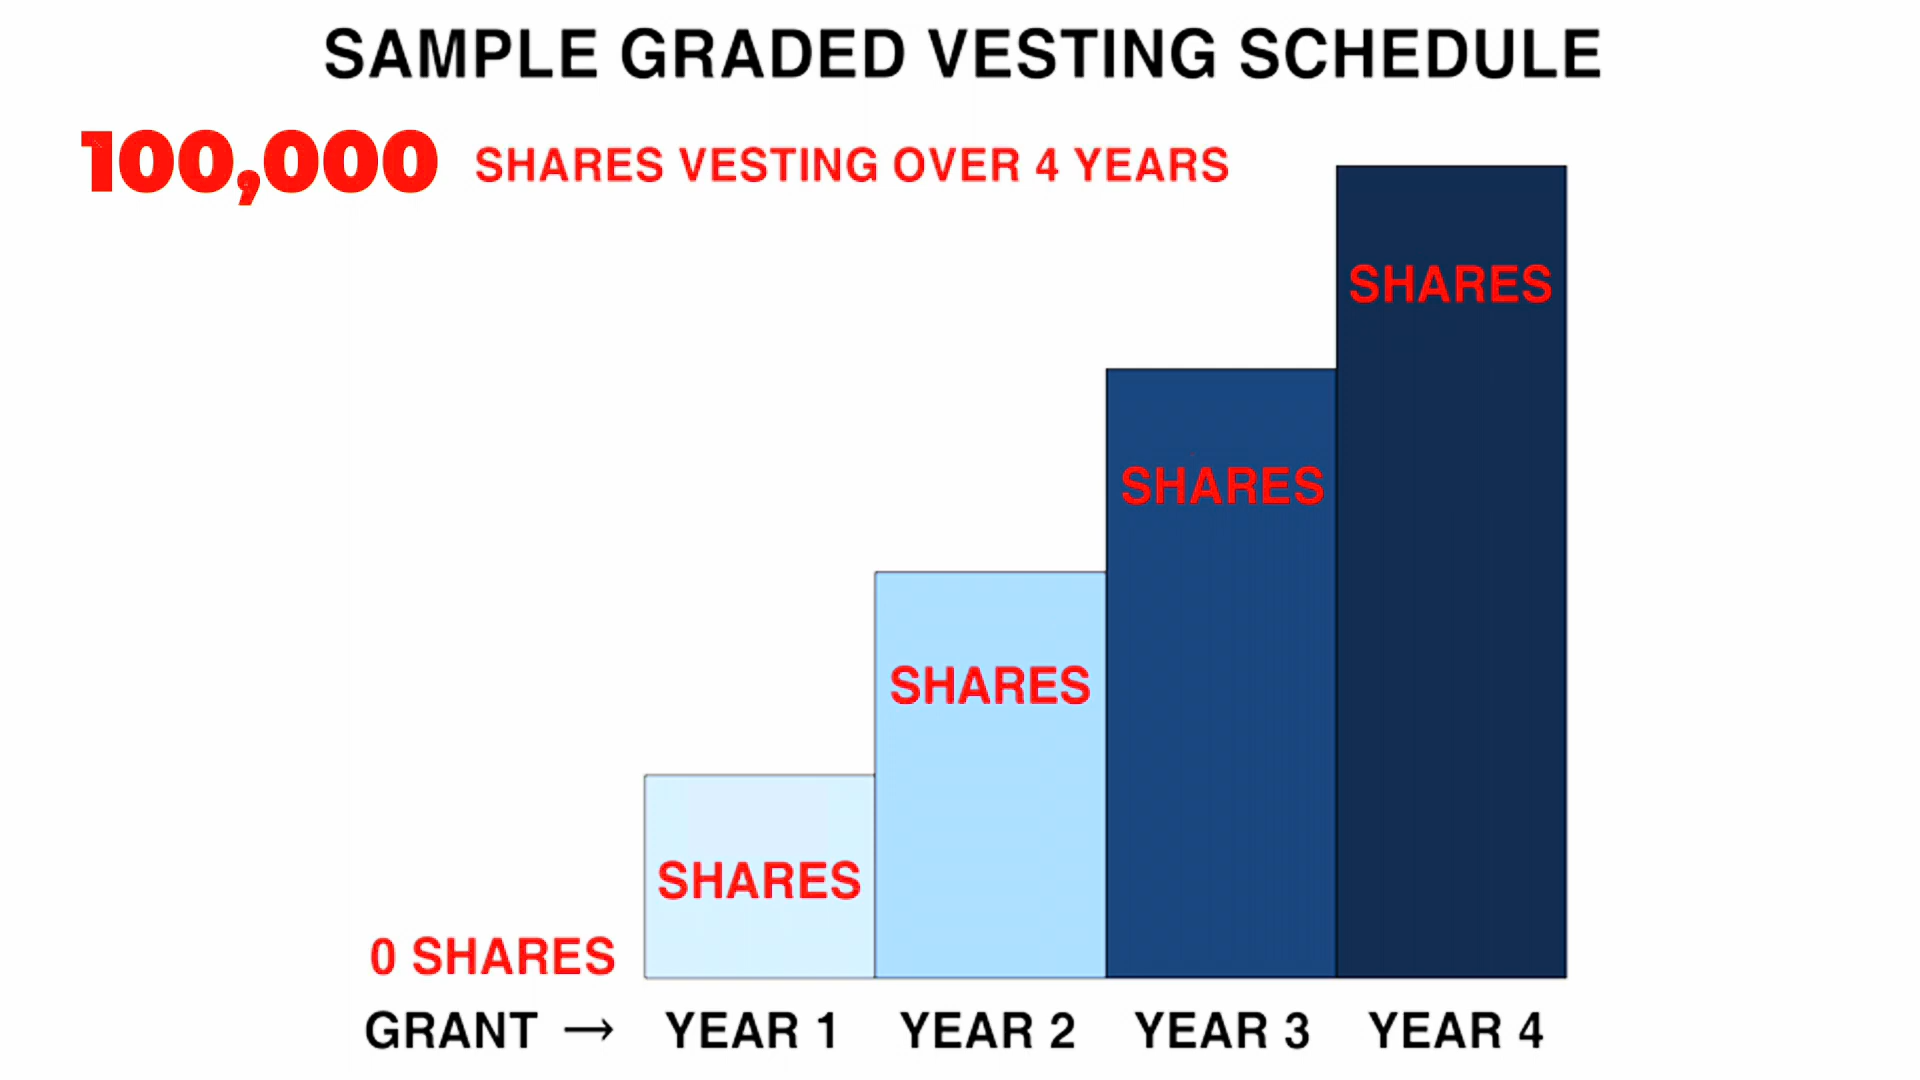 SAMPLE GRADED VESTING SCHEDULE
100,000 SHARES VESTING OVER 4 YEARS
SHARES
SHARES
SHARES
SHARES
0 SHARES
GRANT → YEAR 1 YEAR 2 YEAR 3 YEAR 4